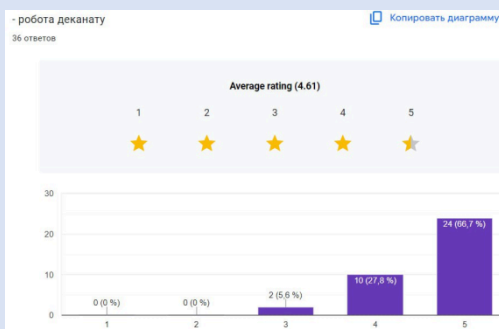 - робота деканату
Копировать диаграмму
36 ответов
Average rating (4.61)
1 2 3 4 5
30
20
10
0
0 (0 %) 0 (0 %) 2 (5,6 %) 10 (27,8 %) 24 (66,7 %)
1 2 3 4 5